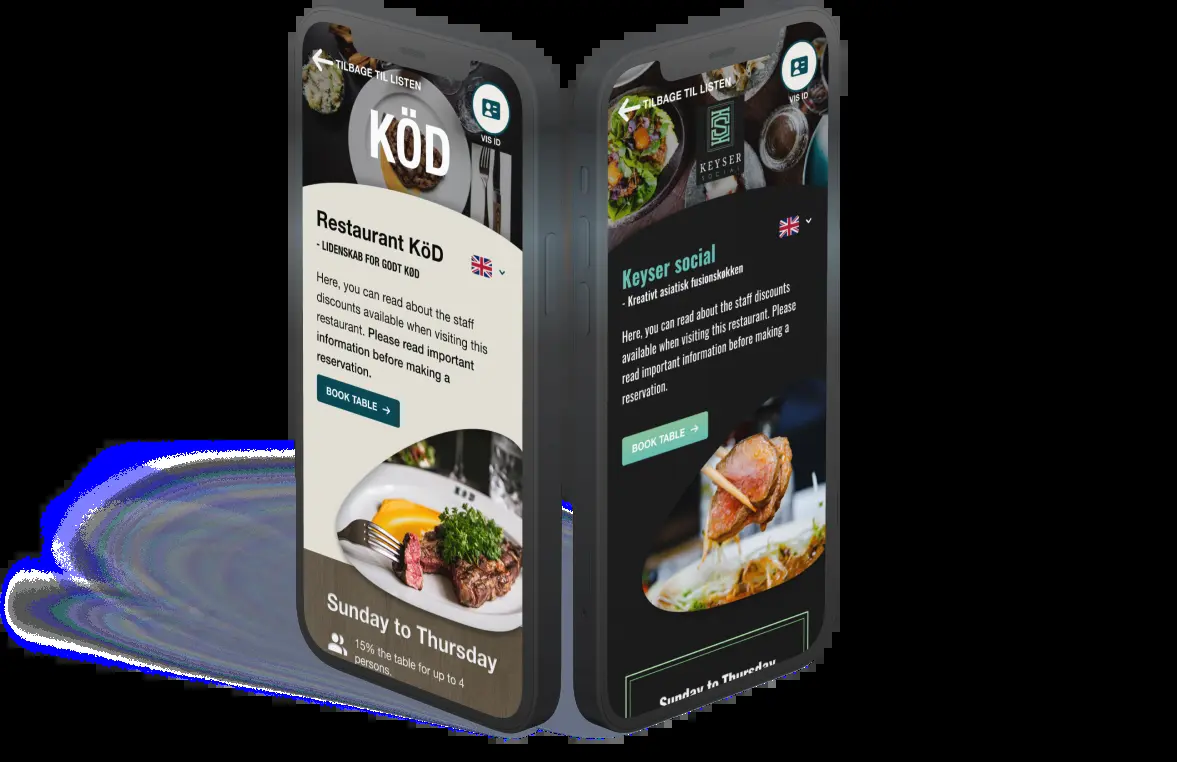 TILBAGE TIL LISTEN
VIS ID
KÖD
Restaurant KöD
- LIDENSKAB FOR GODT KØD
Here, you can read about the staff
discounts available when visiting this
restaurant. Please read important
information before making a
reservation.
BOOK TABLE →
KÖD
Sunday to Thursday
15% the table for up to 4
persons.
TILBAGE TIL LISTEN
VIS ID
KEYSER
SOCIAL
Keyser social
- Kreativt asiatisk fusionskøkken
Here, you can read about the staff discounts
available when visiting this restaurant. Please
read important information before making a
reservation.
BOOK TABLE →
Sunday to Thursday